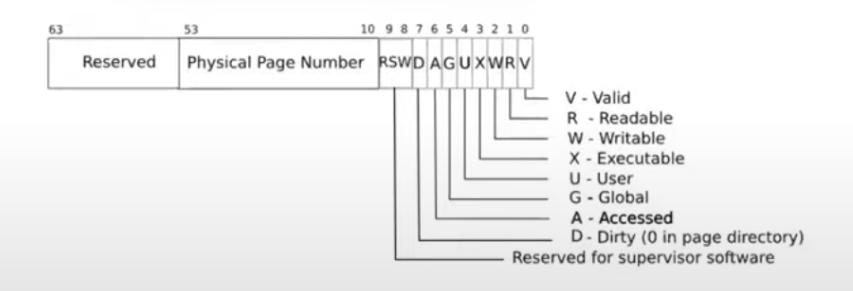 63 53 10 9 8 7 6 5 4 3 2 1 0
Reserved Physical Page Number RSW D A G U X W R V
V - Valid
R - Readable
W - Writable
X - Executable
U - User
G - Global
A - Accessed
D - Dirty (0 in page directory)
Reserved for supervisor software